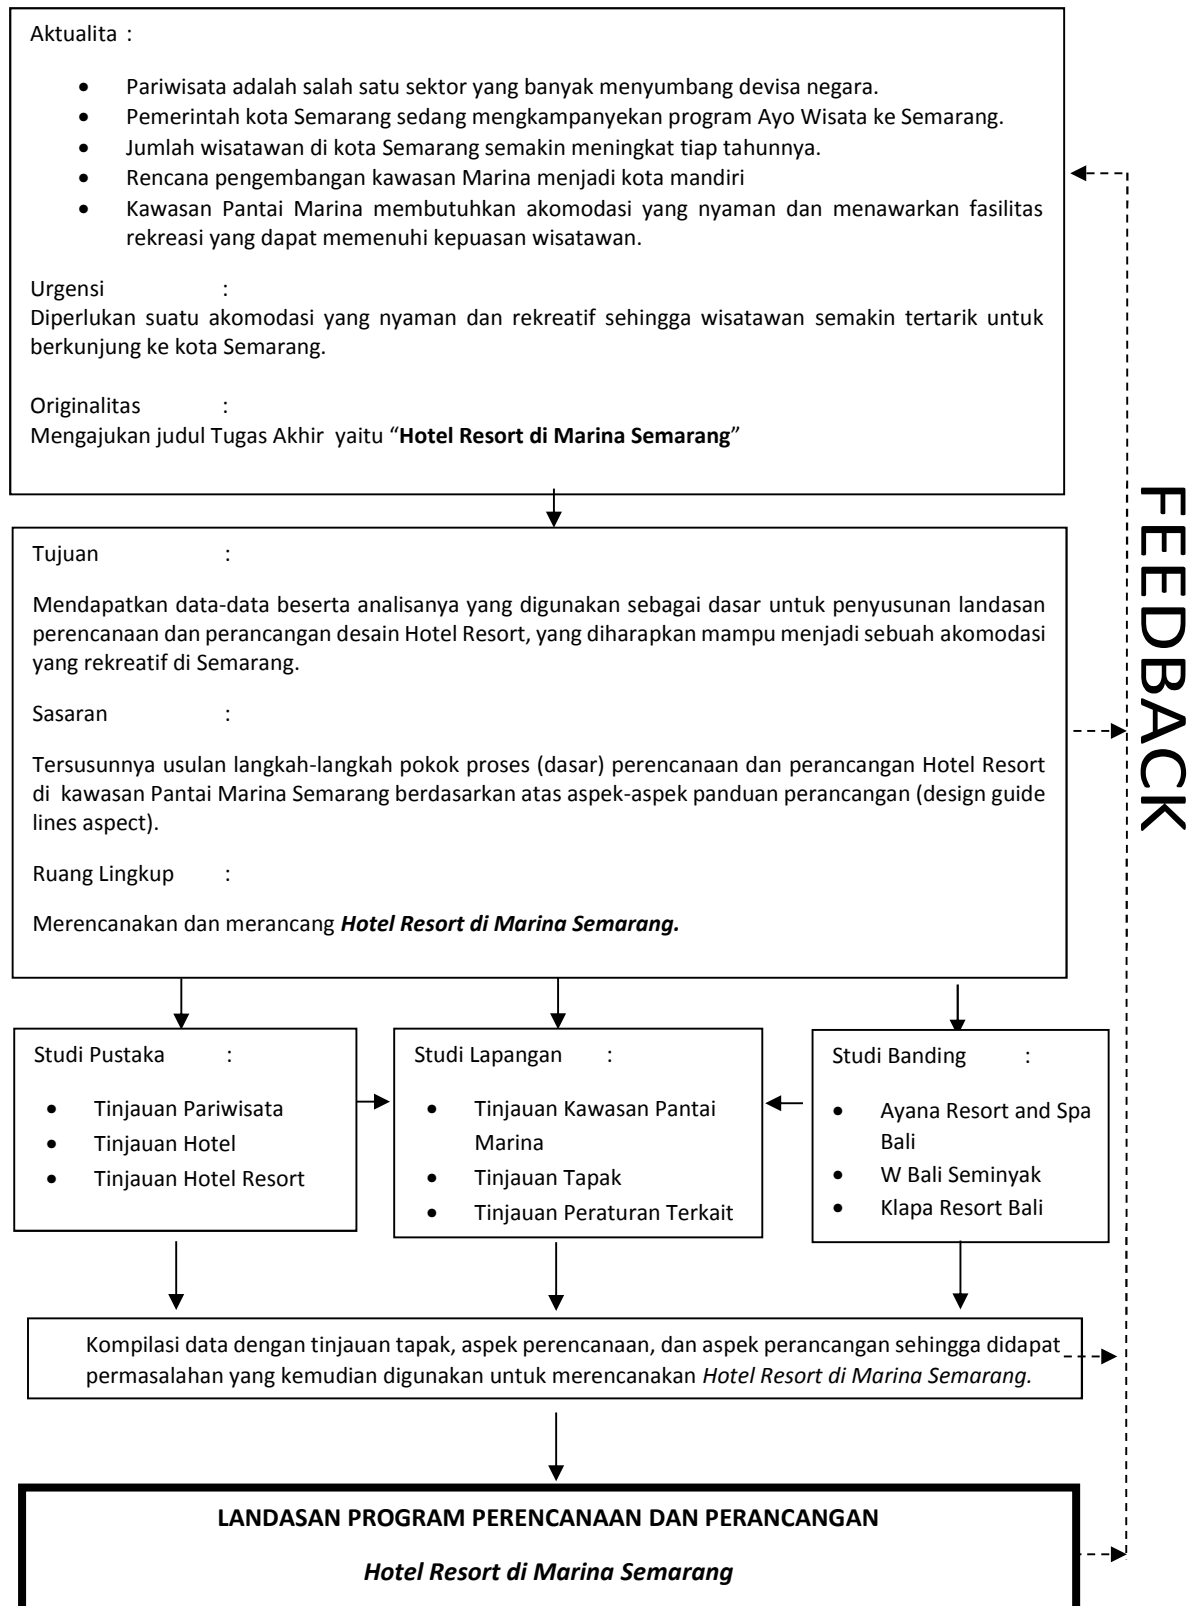 Aktualita :
• Pariwisata adalah salah satu sektor yang banyak menyumbang devisa negara.
• Pemerintah kota Semarang sedang mengkampanyekan program Ayo Wisata ke Semarang.
• Jumlah wisatawan di kota Semarang semakin meningkat tiap tahunnya.
• Rencana pengembangan kawasan Marina menjadi kota mandiri
• Kawasan Pantai Marina membutuhkan akomodasi yang nyaman dan menawarkan fasilitas
rekreasi yang dapat memenuhi kepuasan wisatawan.
Urgensi :
Diperlukan suatu akomodasi yang nyaman dan rekreatif sehingga wisatawan semakin tertarik untuk
berkunjung ke kota Semarang.
Originalitas :
Mengajukan judul Tugas Akhir yaitu “Hotel Resort di Marina Semarang”
FEEDBACK
Tujuan :
Mendapatkan data-data beserta analisanya yang digunakan sebagai dasar untuk penyusunan landasan
perencanaan dan perancangan desain Hotel Resort, yang diharapkan mampu menjadi sebuah akomodasi
yang rekreatif di Semarang.
Sasaran :
Tersusunnya usulan langkah-langkah pokok proses (dasar) perencanaan dan perancangan Hotel Resort
di kawasan Pantai Marina Semarang berdasarkan atas aspek-aspek panduan perancangan (design guide
lines aspect).
Ruang Lingkup :
Merencanakan dan merancang Hotel Resort di Marina Semarang.
Studi Pustaka :
• Tinjauan Pariwisata
• Tinjauan Hotel
• Tinjauan Hotel Resort
Studi Lapangan :
• Tinjauan Kawasan Pantai
Marina
• Tinjauan Tapak
• Tinjauan Peraturan Terkait
Studi Banding :
• Ayana Resort and Spa
Bali
• W Bali Seminyak
• Klapa Resort Bali
Kompilasi data dengan tinjauan tapak, aspek perencanaan, dan aspek perancangan sehingga didapat
permasalahan yang kemudian digunakan untuk merencanakan Hotel Resort di Marina Semarang.
LANDASAN PROGRAM PERENCANAAN DAN PERANCANGAN
Hotel Resort di Marina Semarang